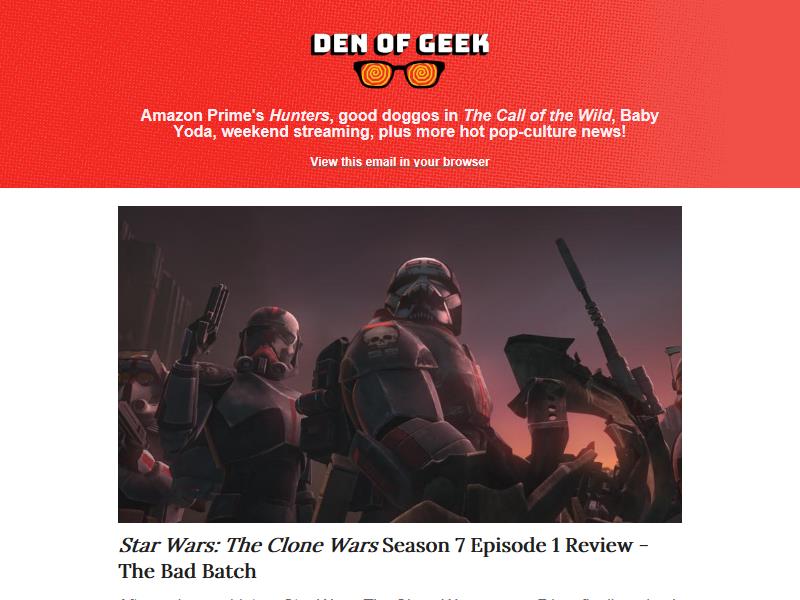 DEN OF GEEK
Amazon Prime's Hunters, good doggos in The Call of the Wild, Baby
Yoda, weekend streaming, plus more hot pop-culture news!
View this email in your browser
Star Wars: The Clone Wars Season 7 Episode 1 Review –
The Bad Batch